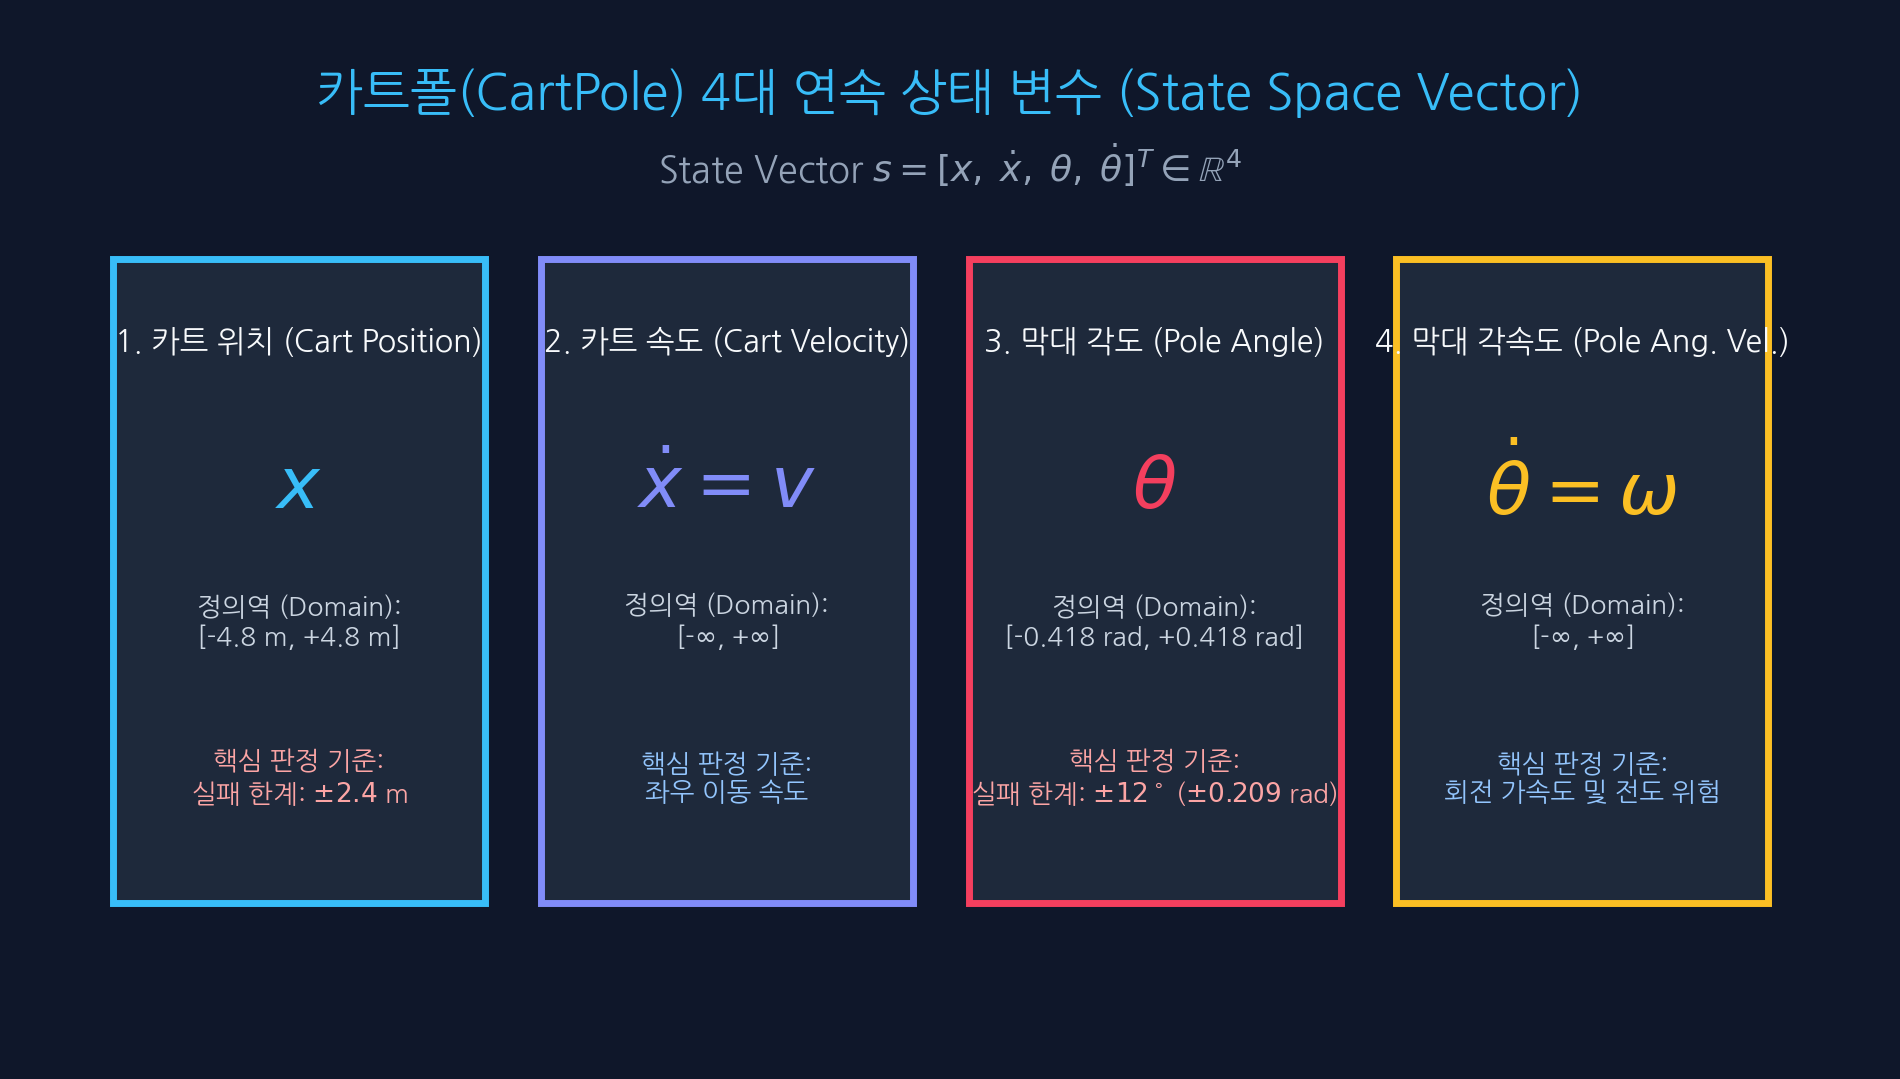 카트폴(CartPole) 4대 연속 상태 변수 (State Space Vector)
State Vector s = [x, ẋ, θ, θ̇]ᵀ ∈ ℝ⁴
1. 카트 위치 (Cart Position)
x
정의역 (Domain):
[-4.8 m, +4.8 m]
핵심 판정 기준:
실패 한계: ±2.4 m
2. 카트 속도 (Cart Velocity)
ẋ = v
정의역 (Domain):
[-∞, +∞]
핵심 판정 기준:
좌우 이동 속도
3. 막대 각도 (Pole Angle)
θ
정의역 (Domain):
[-0.418 rad, +0.418 rad]
핵심 판정 기준:
실패 한계: ±12° (±0.209 rad)
4. 막대 각속도 (Pole Ang. Vel.)
θ̇ = ω
정의역 (Domain):
[-∞, +∞]
핵심 판정 기준:
회전 가속도 및 전도 위험